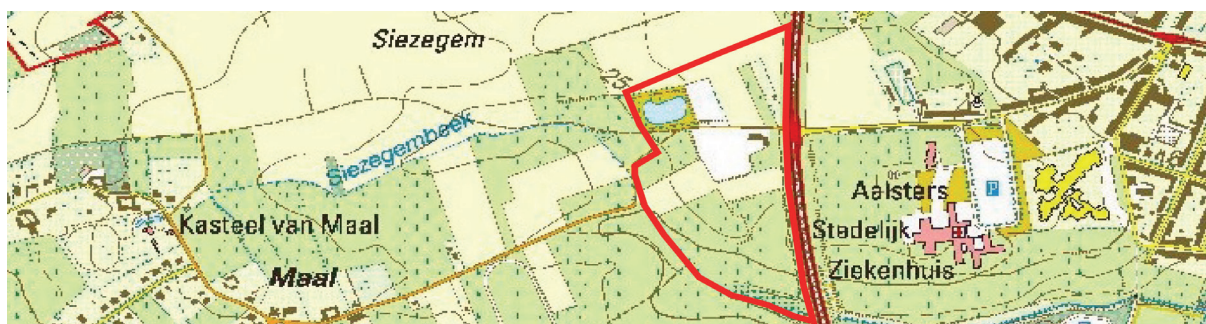 Siezegem
25
Siezegembeek
Kasteel van Maal
Maal
Aalsters
Stedelijk
Ziekenhuis
P